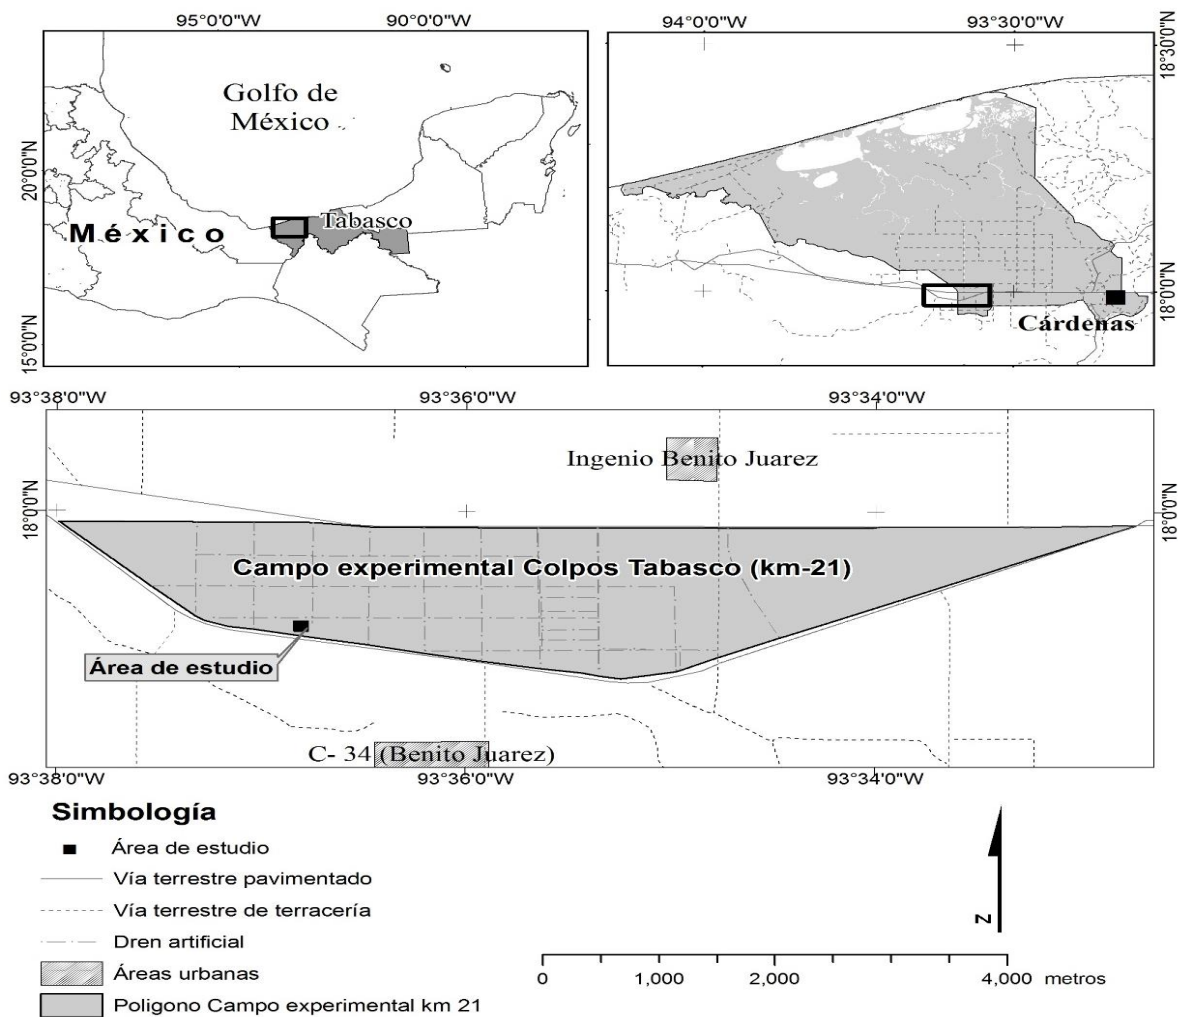 95°0'0"W
90°0'0"W
20°0'0"N
15°0'0"N
Golfo de
México
México
Tabasco
94°0'0"W
93°30'0"W
18°30'0"N
18°0'0"N
Cárdenas
93°38'0"W
93°36'0"W
93°34'0"W
Ingenio Benito Juarez
18°0'0"N
18°0'0"N
Campo experimental Colpos Tabasco (km-21)
Área de estudio
C- 34 (Benito Juarez)
93°38'0"W
93°36'0"W
93°34'0"W
Simbología
Área de estudio
Vía terrestre pavimentado
Vía terrestre de terracería
Dren artificial
Áreas urbanas
Poligono Campo experimental km 21
N
0 1,000 2,000 4,000 metros